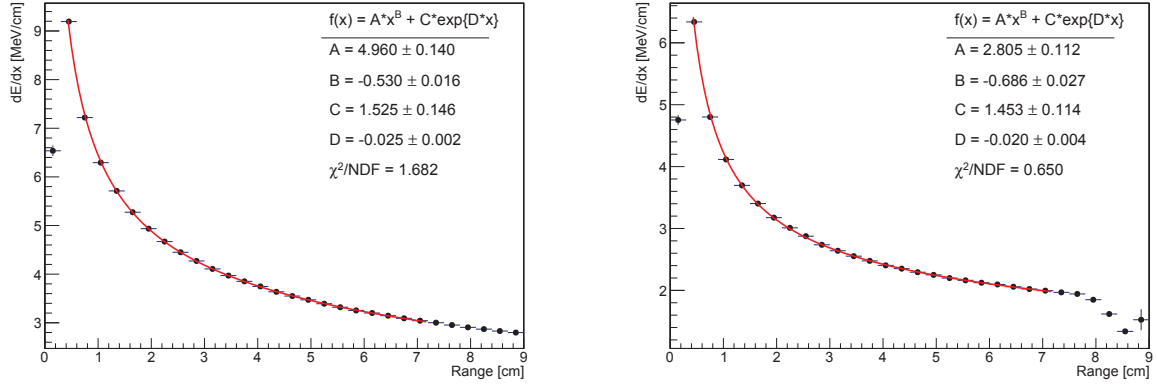 f(x) = A*x^B + C*exp{D*x}
A = 4.960 ± 0.140
B = -0.530 ± 0.016
C = 1.525 ± 0.146
D = -0.025 ± 0.002
χ²/NDF = 1.682
dE/dx [MeV/cm]
9
8
7
6
5
4
3
0 1 2 3 4 5 6 7 8 9
Range [cm]
f(x) = A*x^B + C*exp{D*x}
A = 2.805 ± 0.112
B = -0.686 ± 0.027
C = 1.453 ± 0.114
D = -0.020 ± 0.004
χ²/NDF = 0.650
dE/dx [MeV/cm]
6
5
4
3
2
0 1 2 3 4 5 6 7 8 9
Range [cm]